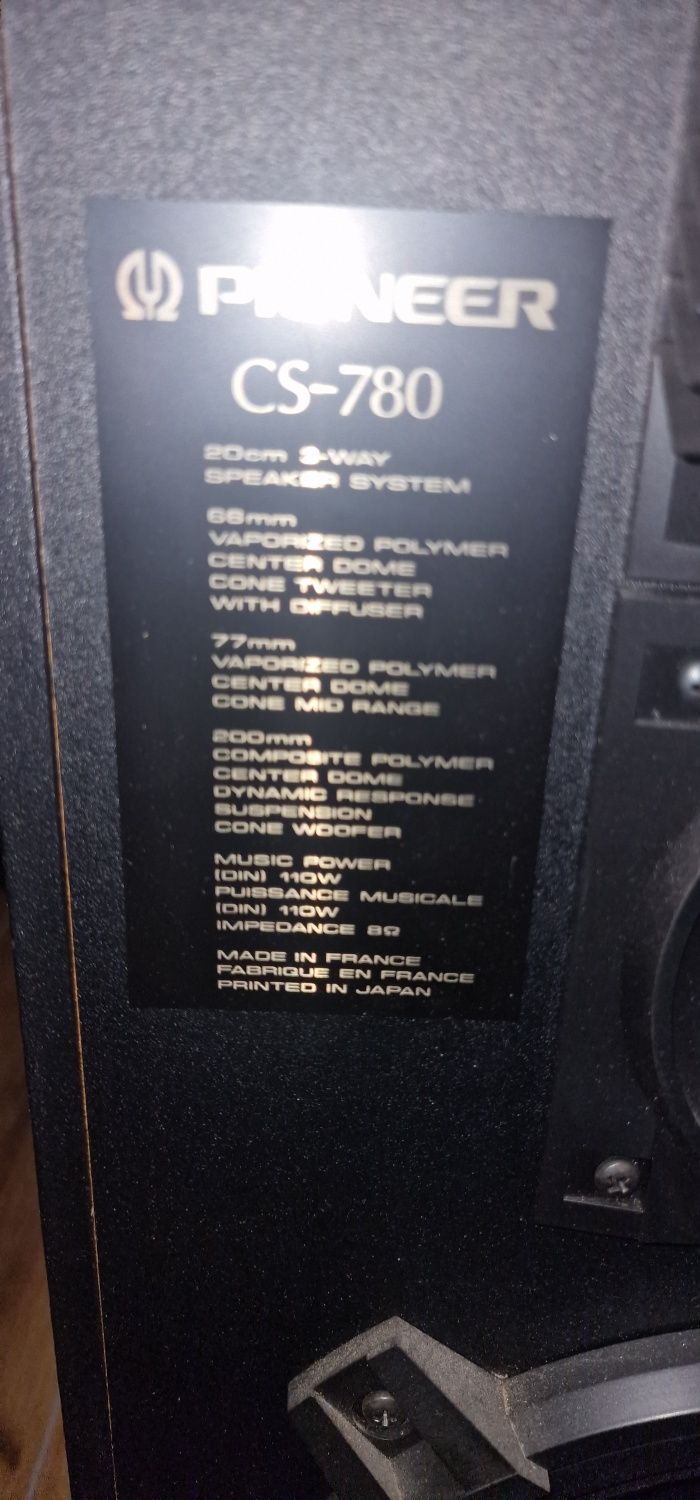 PIONEER
CS-780
20cm 3-WAY
SPEAKER SYSTEM
66mm
VAPORIZED POLYMER
CENTER DOME
CONE TWEETER
WITH DIFFUSER
77mm
VAPORIZED POLYMER
CENTER DOME
CONE MID RANGE
200mm
COMPOSITE POLYMER
CENTER DOME
DYNAMIC RESPONSE
SUSPENSION
CONE WOOFER
MUSIC POWER
(DIN) 110W
PUISSANCE MUSICALE
(DIN) 110W
IMPEDANCE 8Ω
MADE IN FRANCE
FABRIQUE EN FRANCE
PRINTED IN JAPAN